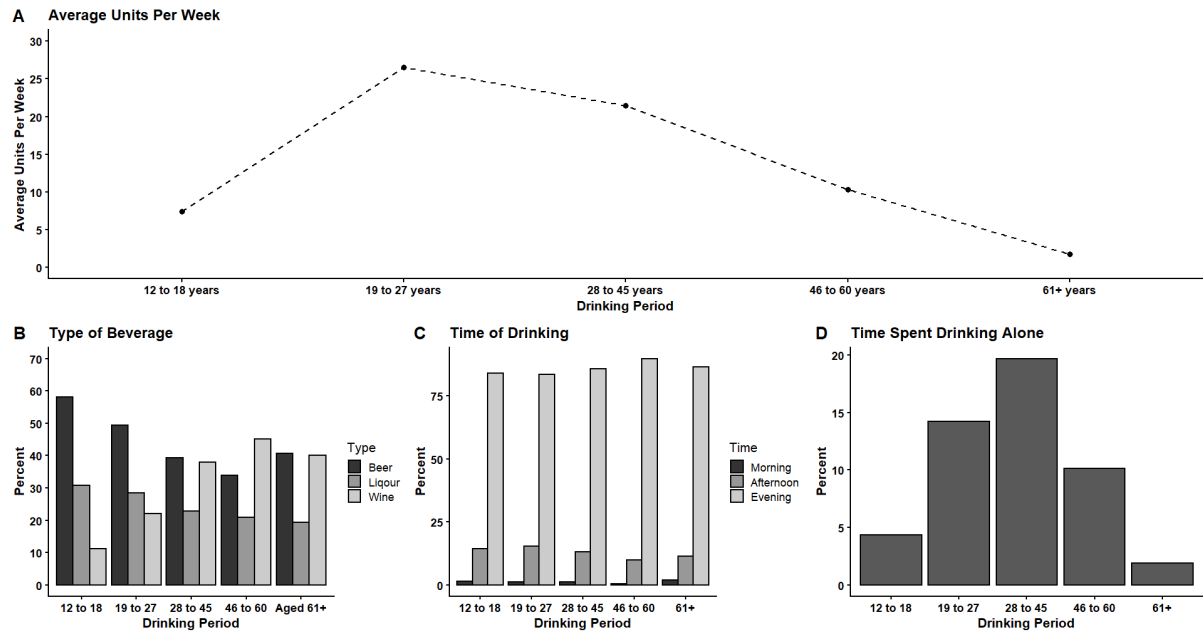 A Average Units Per Week
Average Units Per Week
30
25
20
15
10
5
0
12 to 18 years 19 to 27 years 28 to 45 years 46 to 60 years 61+ years
Drinking Period
B Type of Beverage
Percent
70
60
50
40
30
20
10
0
12 to 18 19 to 27 28 to 45 46 to 60 Aged 61+
Drinking Period
Type
Beer
Liqour
Wine
C Time of Drinking
Percent
75
50
25
0
12 to 18 19 to 27 28 to 45 46 to 60 61+
Drinking Period
Time
Morning
Afternoon
Evening
D Time Spent Drinking Alone
Percent
20
15
10
5
0
12 to 18 19 to 27 28 to 45 46 to 60 61+
Drinking Period